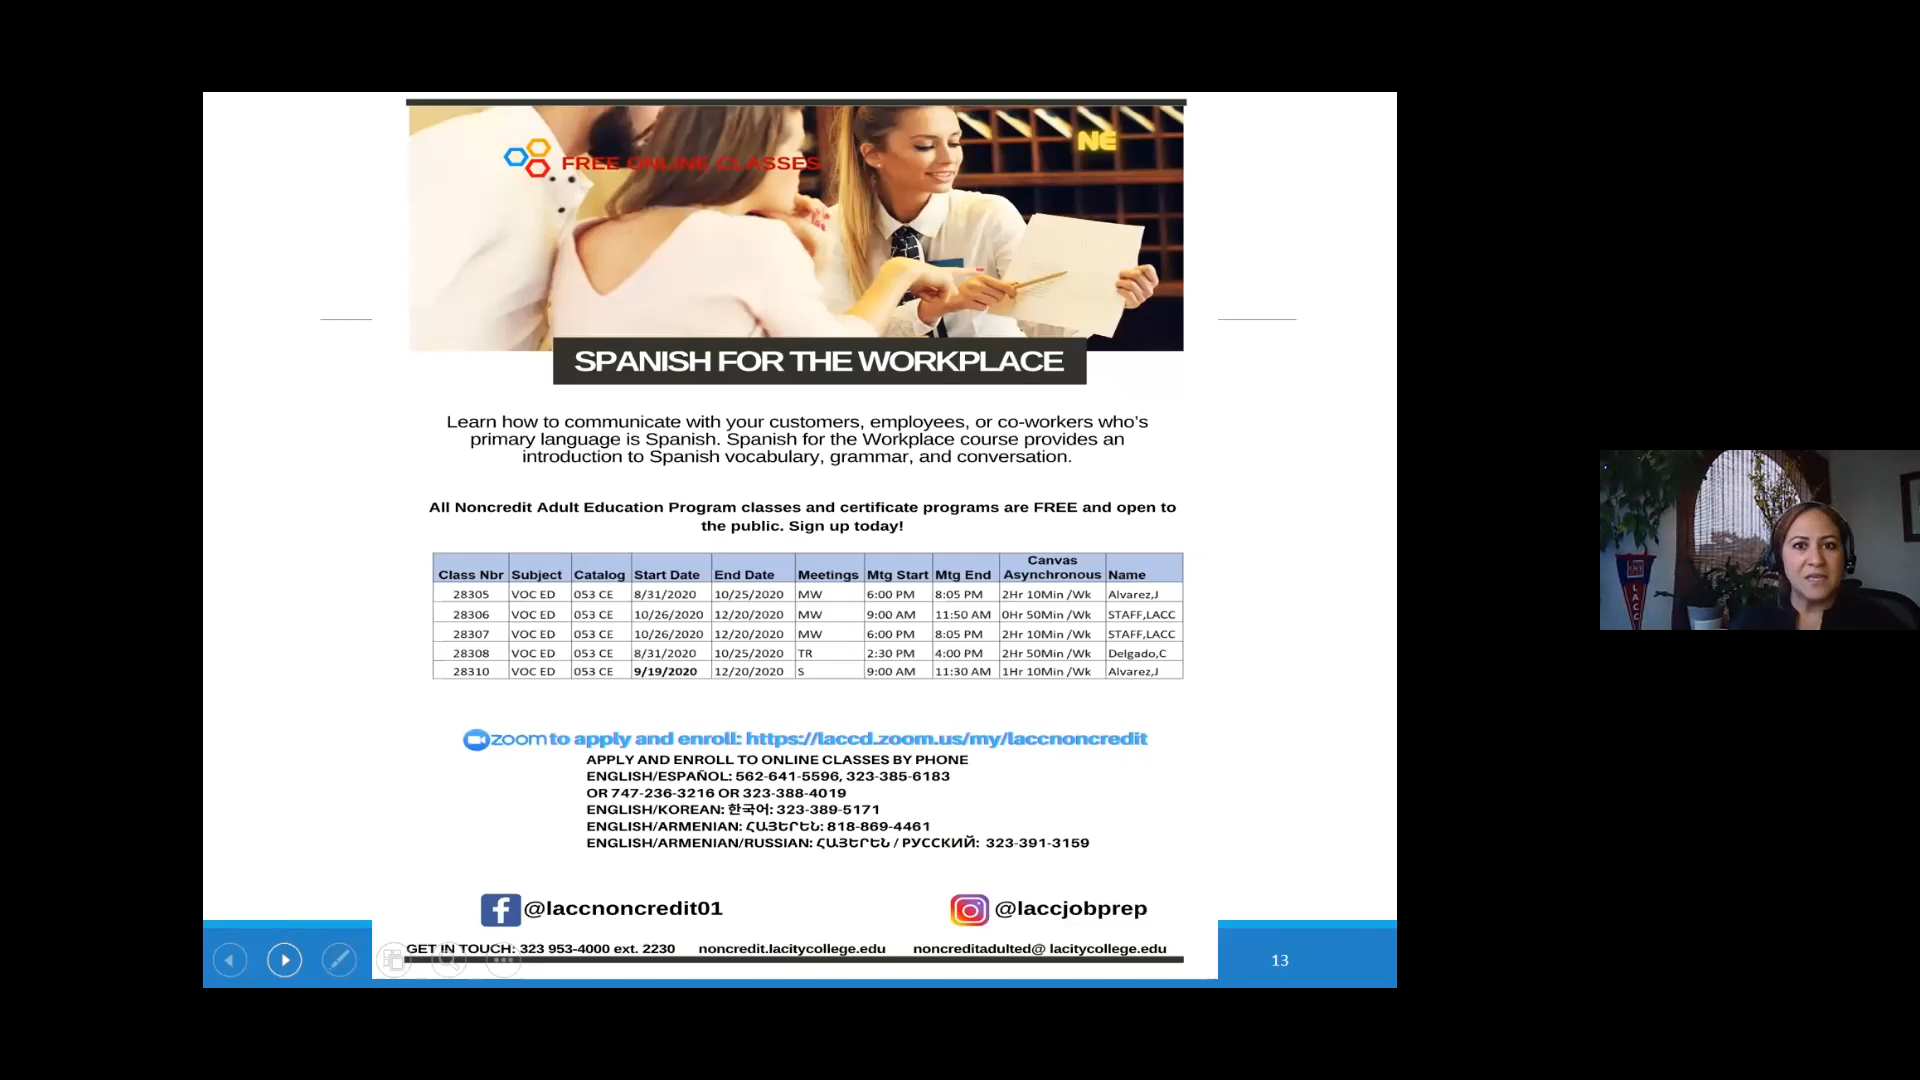 NÉ
FREE ONLINE CLASSES
SPANISH FOR THE WORKPLACE
Learn how to communicate with your customers, employees, or co-workers who's
primary language is Spanish. Spanish for the Workplace course provides an
introduction to Spanish vocabulary, grammar, and conversation.
All Noncredit Adult Education Program classes and certificate programs are FREE and open to
the public. Sign up today!
Class Nbr Subject Catalog Start Date End Date Meetings Mtg Start Mtg End Canvas Asynchronous Name
28305 VOC ED 053 CE 8/31/2020 10/25/2020 MW 6:00 PM 8:05 PM 2Hr 10Min /Wk Alvarez,J
28306 VOC ED 053 CE 10/26/2020 12/20/2020 MW 9:00 AM 11:50 AM 0Hr 50Min /Wk STAFF,LACC
28307 VOC ED 053 CE 10/26/2020 12/20/2020 MW 6:00 PM 8:05 PM 2Hr 10Min /Wk STAFF,LACC
28308 VOC ED 053 CE 8/31/2020 10/25/2020 TR 2:30 PM 4:00 PM 2Hr 50Min /Wk Delgado,C
28310 VOC ED 053 CE 9/19/2020 12/20/2020 S 9:00 AM 11:30 AM 1Hr 10Min /Wk Alvarez,J
zoom to apply and enroll: https://laccd.zoom.us/my/laccnoncredit
APPLY AND ENROLL TO ONLINE CLASSES BY PHONE
ENGLISH/ESPAÑOL: 562-641-5596, 323-385-6183
OR 747-236-3216 OR 323-388-4019
ENGLISH/KOREAN: 한국어: 323-389-5171
ENGLISH/ARMENIAN: ՀԱՅԵՐԵՆ: 818-869-4461
ENGLISH/ARMENIAN/RUSSIAN: ՀԱՅԵՐԵՆ / РУССКИЙ: 323-391-3159
@laccnoncredit01 @laccjobprep
GET IN TOUCH: 323 953-4000 ext. 2230 noncredit.lacitycollege.edu noncreditadulted@ lacitycollege.edu
13
LACC